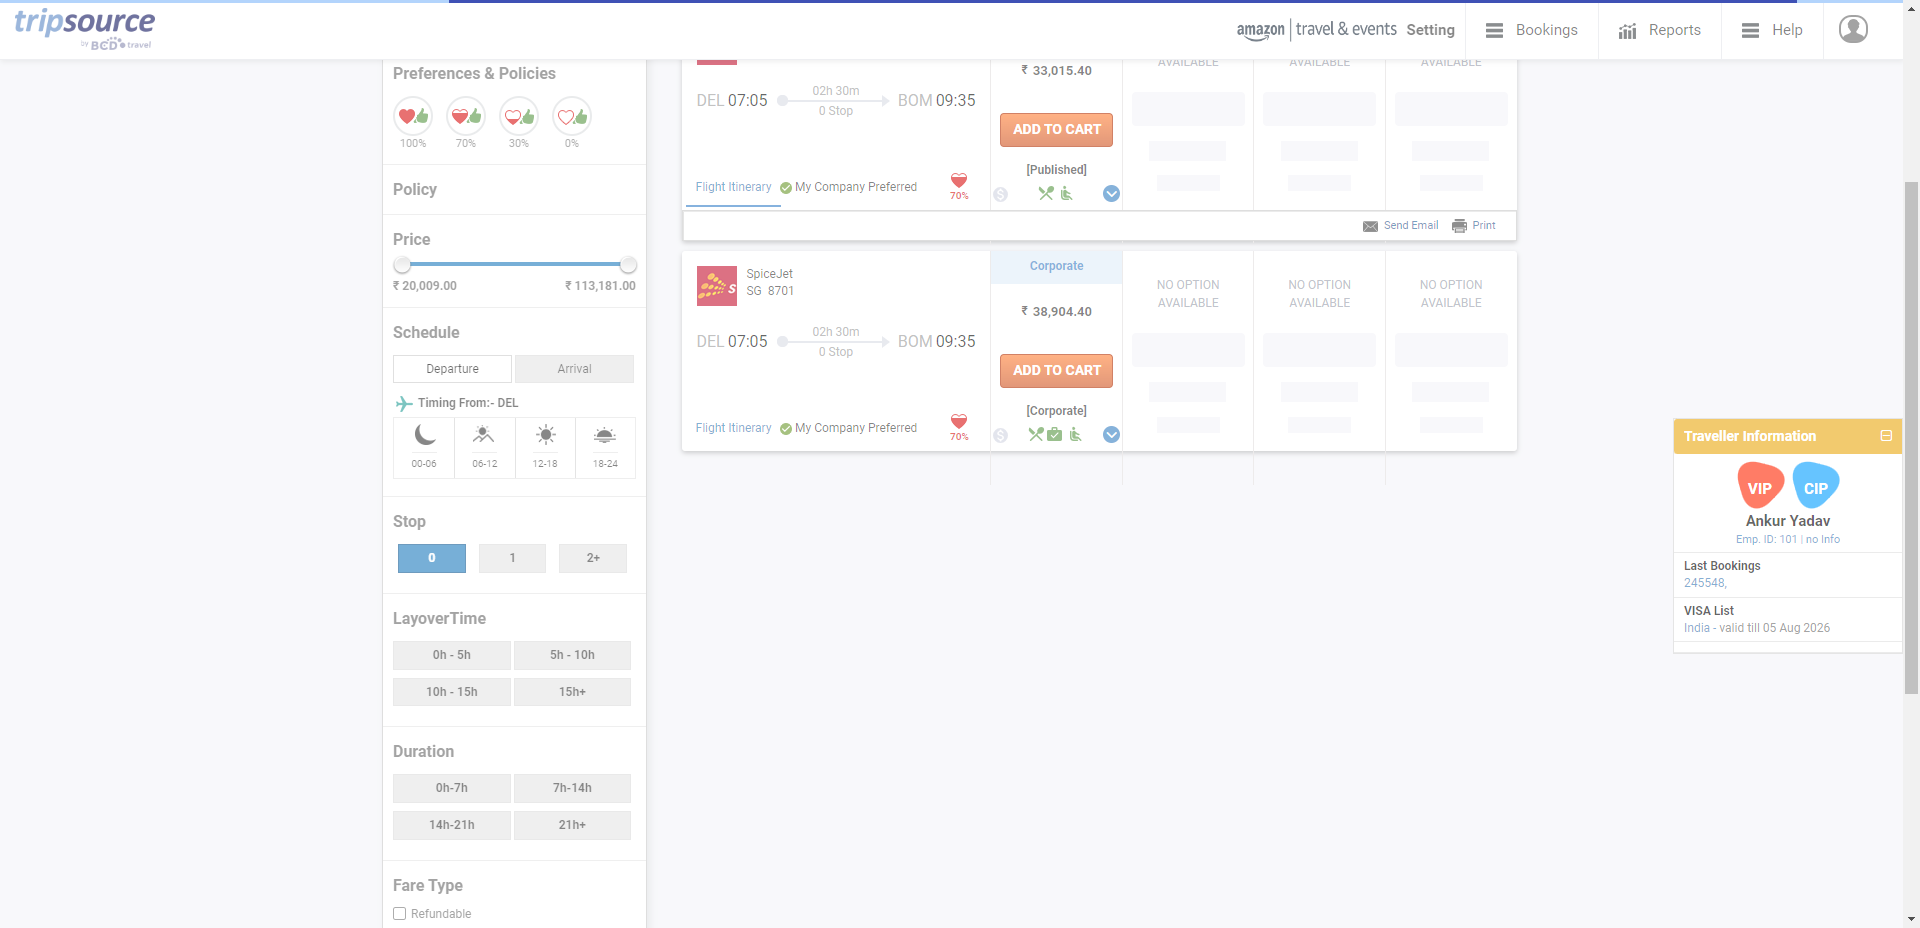 tripsource
by BCD travel
amazon travel & events Setting
Bookings
Reports
Help
Preferences & Policies
100% 70% 30% 0%
Policy
Price
₹ 20,009.00 ₹ 113,181.00
Schedule
Departure Arrival
Timing From:- DEL
00-06 06-12 12-18 18-24
Stop
0 1 2+
LayoverTime
0h - 5h 5h - 10h
10h - 15h 15h+
Duration
0h-7h 7h-14h
14h-21h 21h+
Fare Type
Refundable
₹ 33,015.40
AVAILABLE AVAILABLE AVAILABLE
DEL 07:05 02h 30m BOM 09:35
0 Stop
ADD TO CART
[Published]
Flight Itinerary My Company Preferred 70%
Send Email Print
SpiceJet
SG 8701
Corporate
NO OPTION NO OPTION NO OPTION
AVAILABLE AVAILABLE AVAILABLE
₹ 38,904.40
DEL 07:05 02h 30m BOM 09:35
0 Stop
ADD TO CART
[Corporate]
Flight Itinerary My Company Preferred 70%
Traveller Information
VIP CIP
Ankur Yadav
Emp. ID: 101 | no Info
Last Bookings
245548,
VISA List
India - valid till 05 Aug 2026